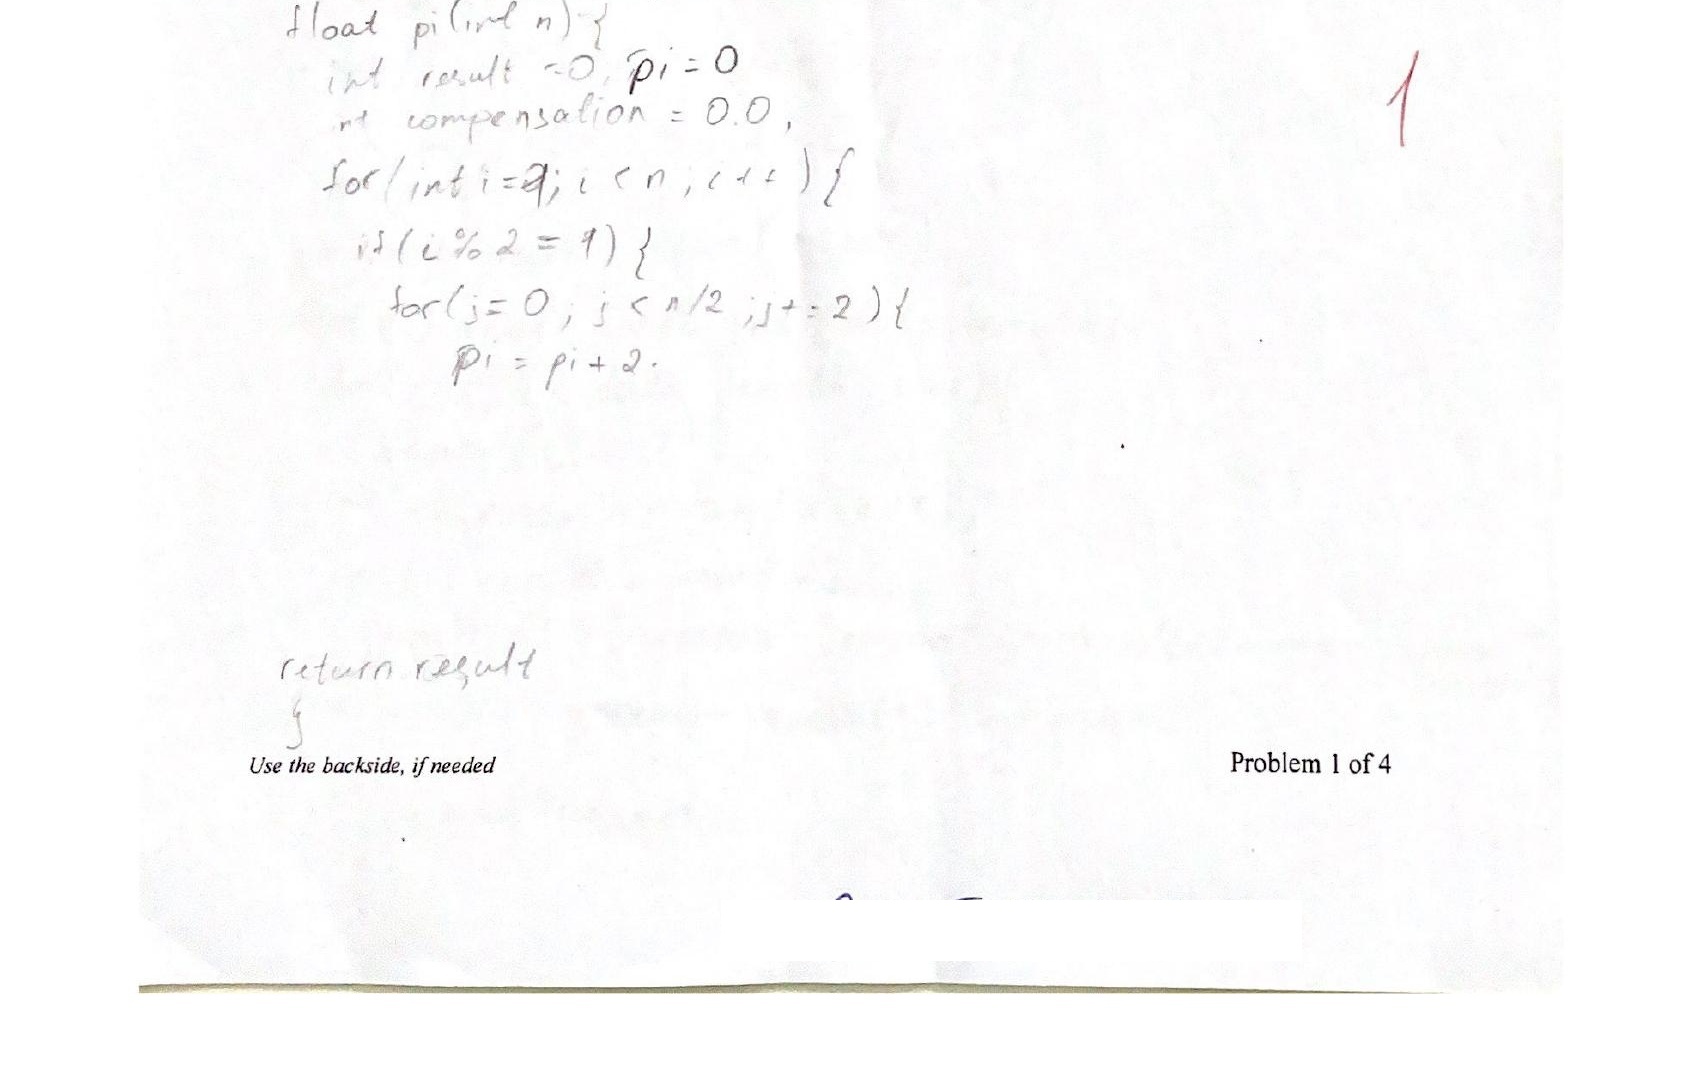 float pi(int n) {
int result = 0, pi = 0
int compensation = 0.0,
1
for(int i=1; i < n; i++){
if(i % 2 = 1) {
for(j= 0; j < n/2; j+=2){
pi = pi + 2.
return result
}
Use the backside, if needed
Problem 1 of 4